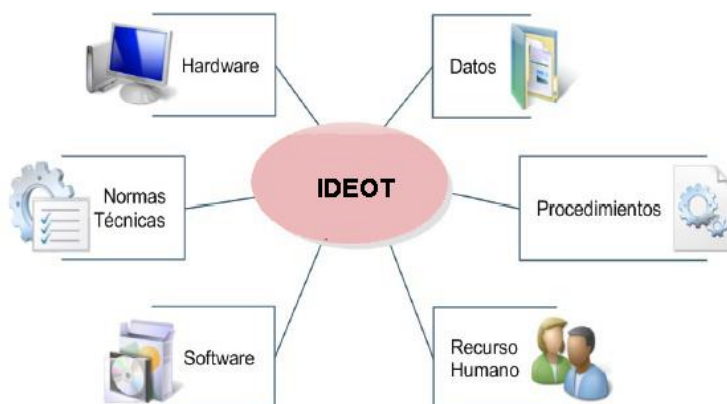 Hardware
Datos
Normas
Técnicas
IDEOT
Procedimientos
Software
Recurso
Humano